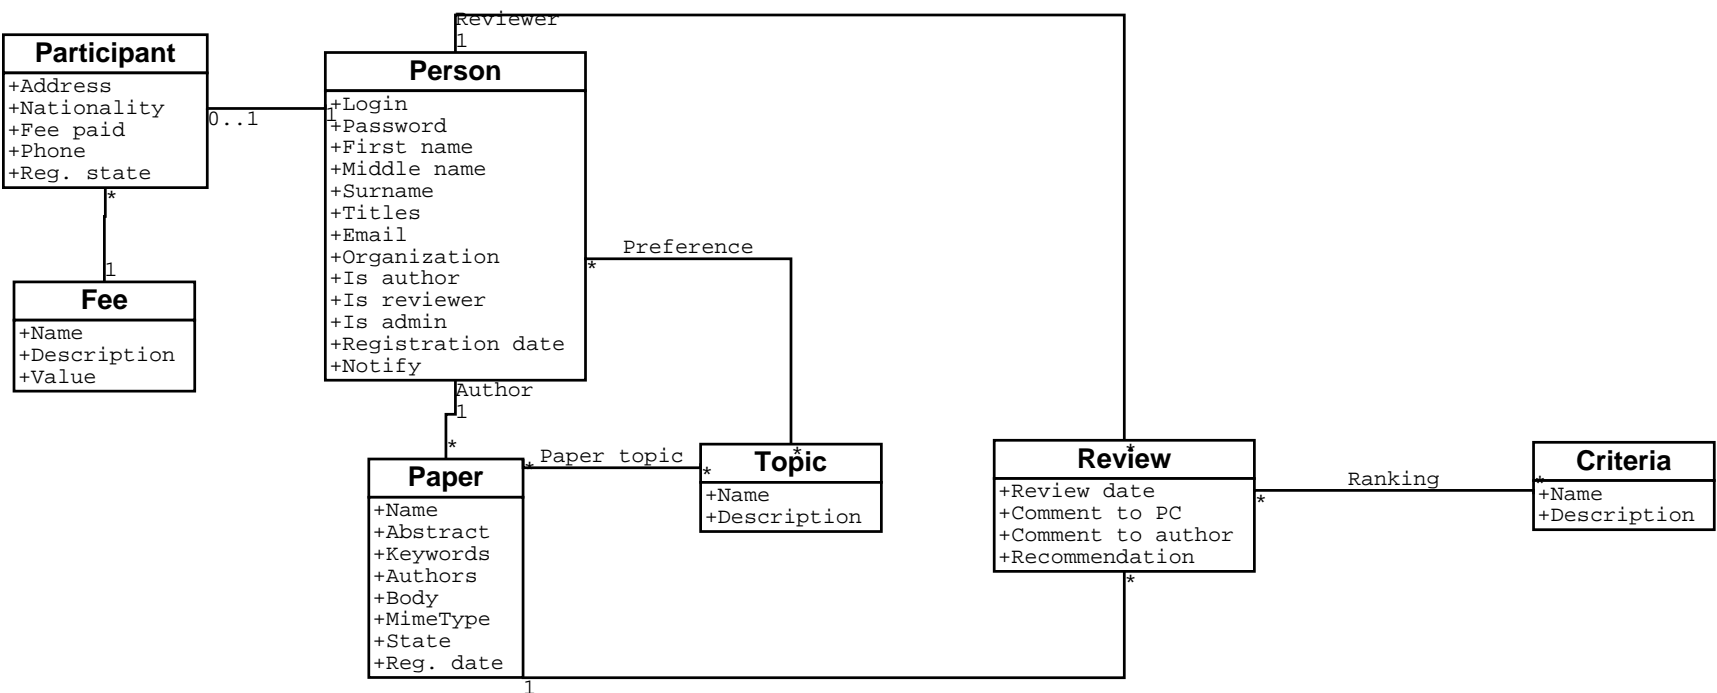 Reviewer
1
Participant
+Address
+Nationality
+Fee paid
+Phone
+Reg. state
0..1
1
*
1
Fee
+Name
+Description
+Value
Person
+Login
+Password
+First name
+Middle name
+Surname
+Titles
+Email
+Organization
+Is author
+Is reviewer
+Is admin
+Registration date
+Notify
Preference
*
*
Author
1
*
Paper
+Name
+Abstract
+Keywords
+Authors
+Body
+MimeType
+State
+Reg. date
* Paper topic *
Topic
+Name
+Description
*
Review
+Review date
+Comment to PC
+Comment to author
+Recommendation
*
1
* Ranking *
Criteria
+Name
+Description